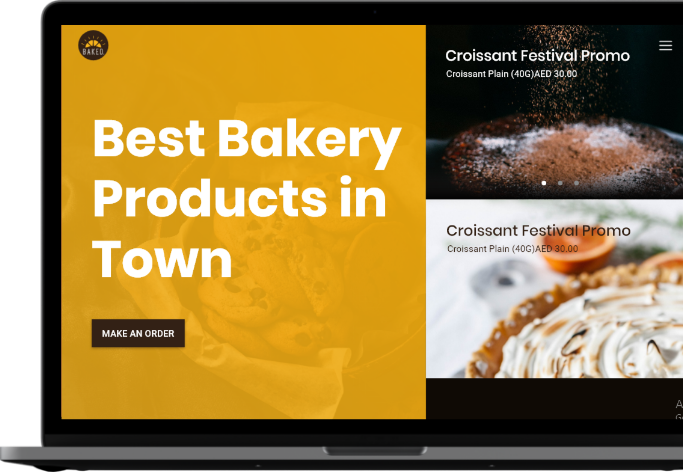 BAKED
Best Bakery
Products in
Town
MAKE AN ORDER
Croissant Festival Promo
Croissant Plain (40G)AED 30.00
Croissant Festival Promo
Croissant Plain (40G)AED 30.00